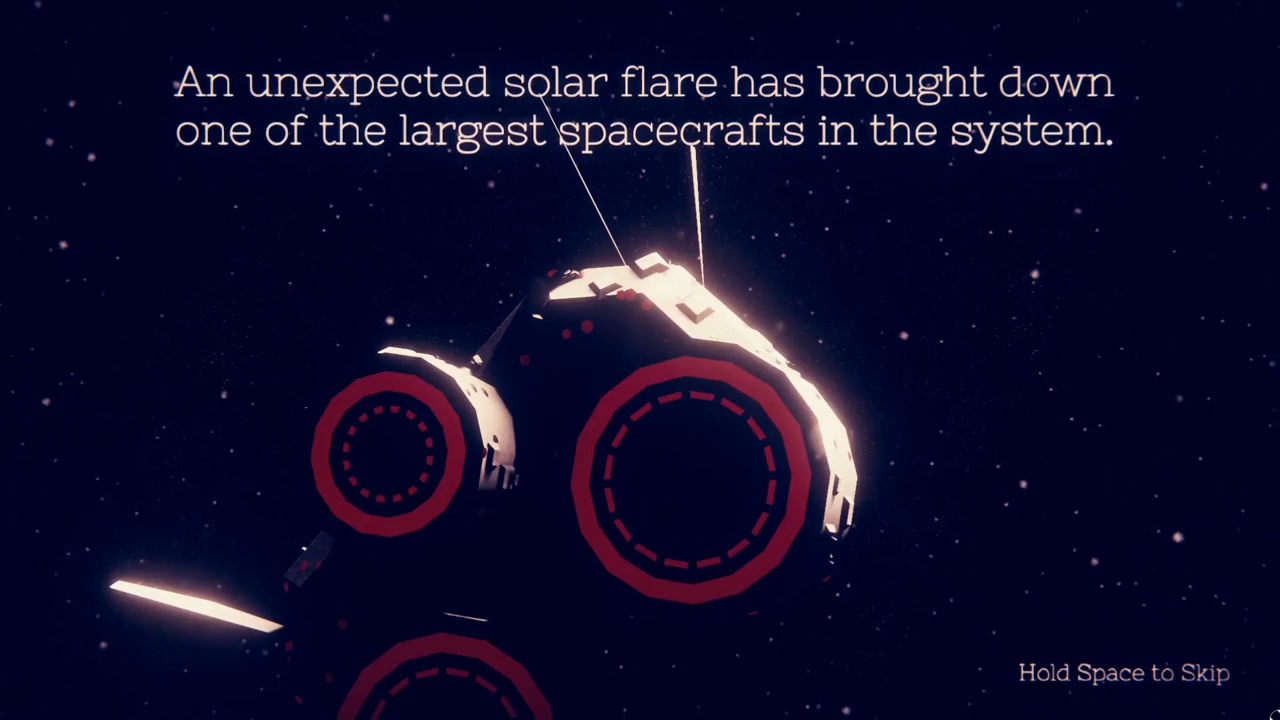 An unexpected solar flare has brought down
one of the largest spacecrafts in the system.
Hold Space to Skip